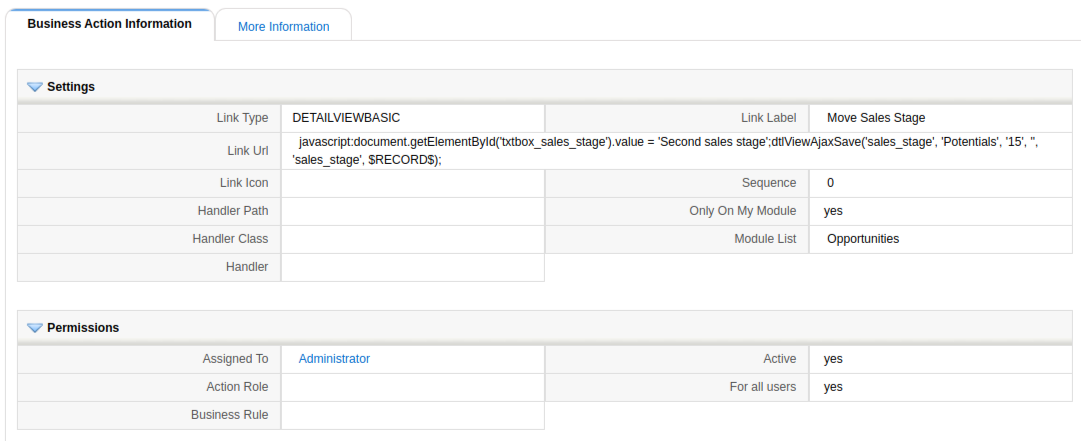 Business Action Information More Information
Settings
Link Type DETAILVIEWBASIC Link Label Move Sales Stage
Link Url javascript:document.getElementById('txtbox_sales_stage').value = 'Second sales stage';dtlViewAjaxSave('sales_stage', 'Potentials', '15', '',
'sales_stage', $RECORD$);
Link Icon Sequence 0
Handler Path Only On My Module yes
Handler Class Module List Opportunities
Handler
Permissions
Assigned To Administrator Active yes
Action Role For all users yes
Business Rule